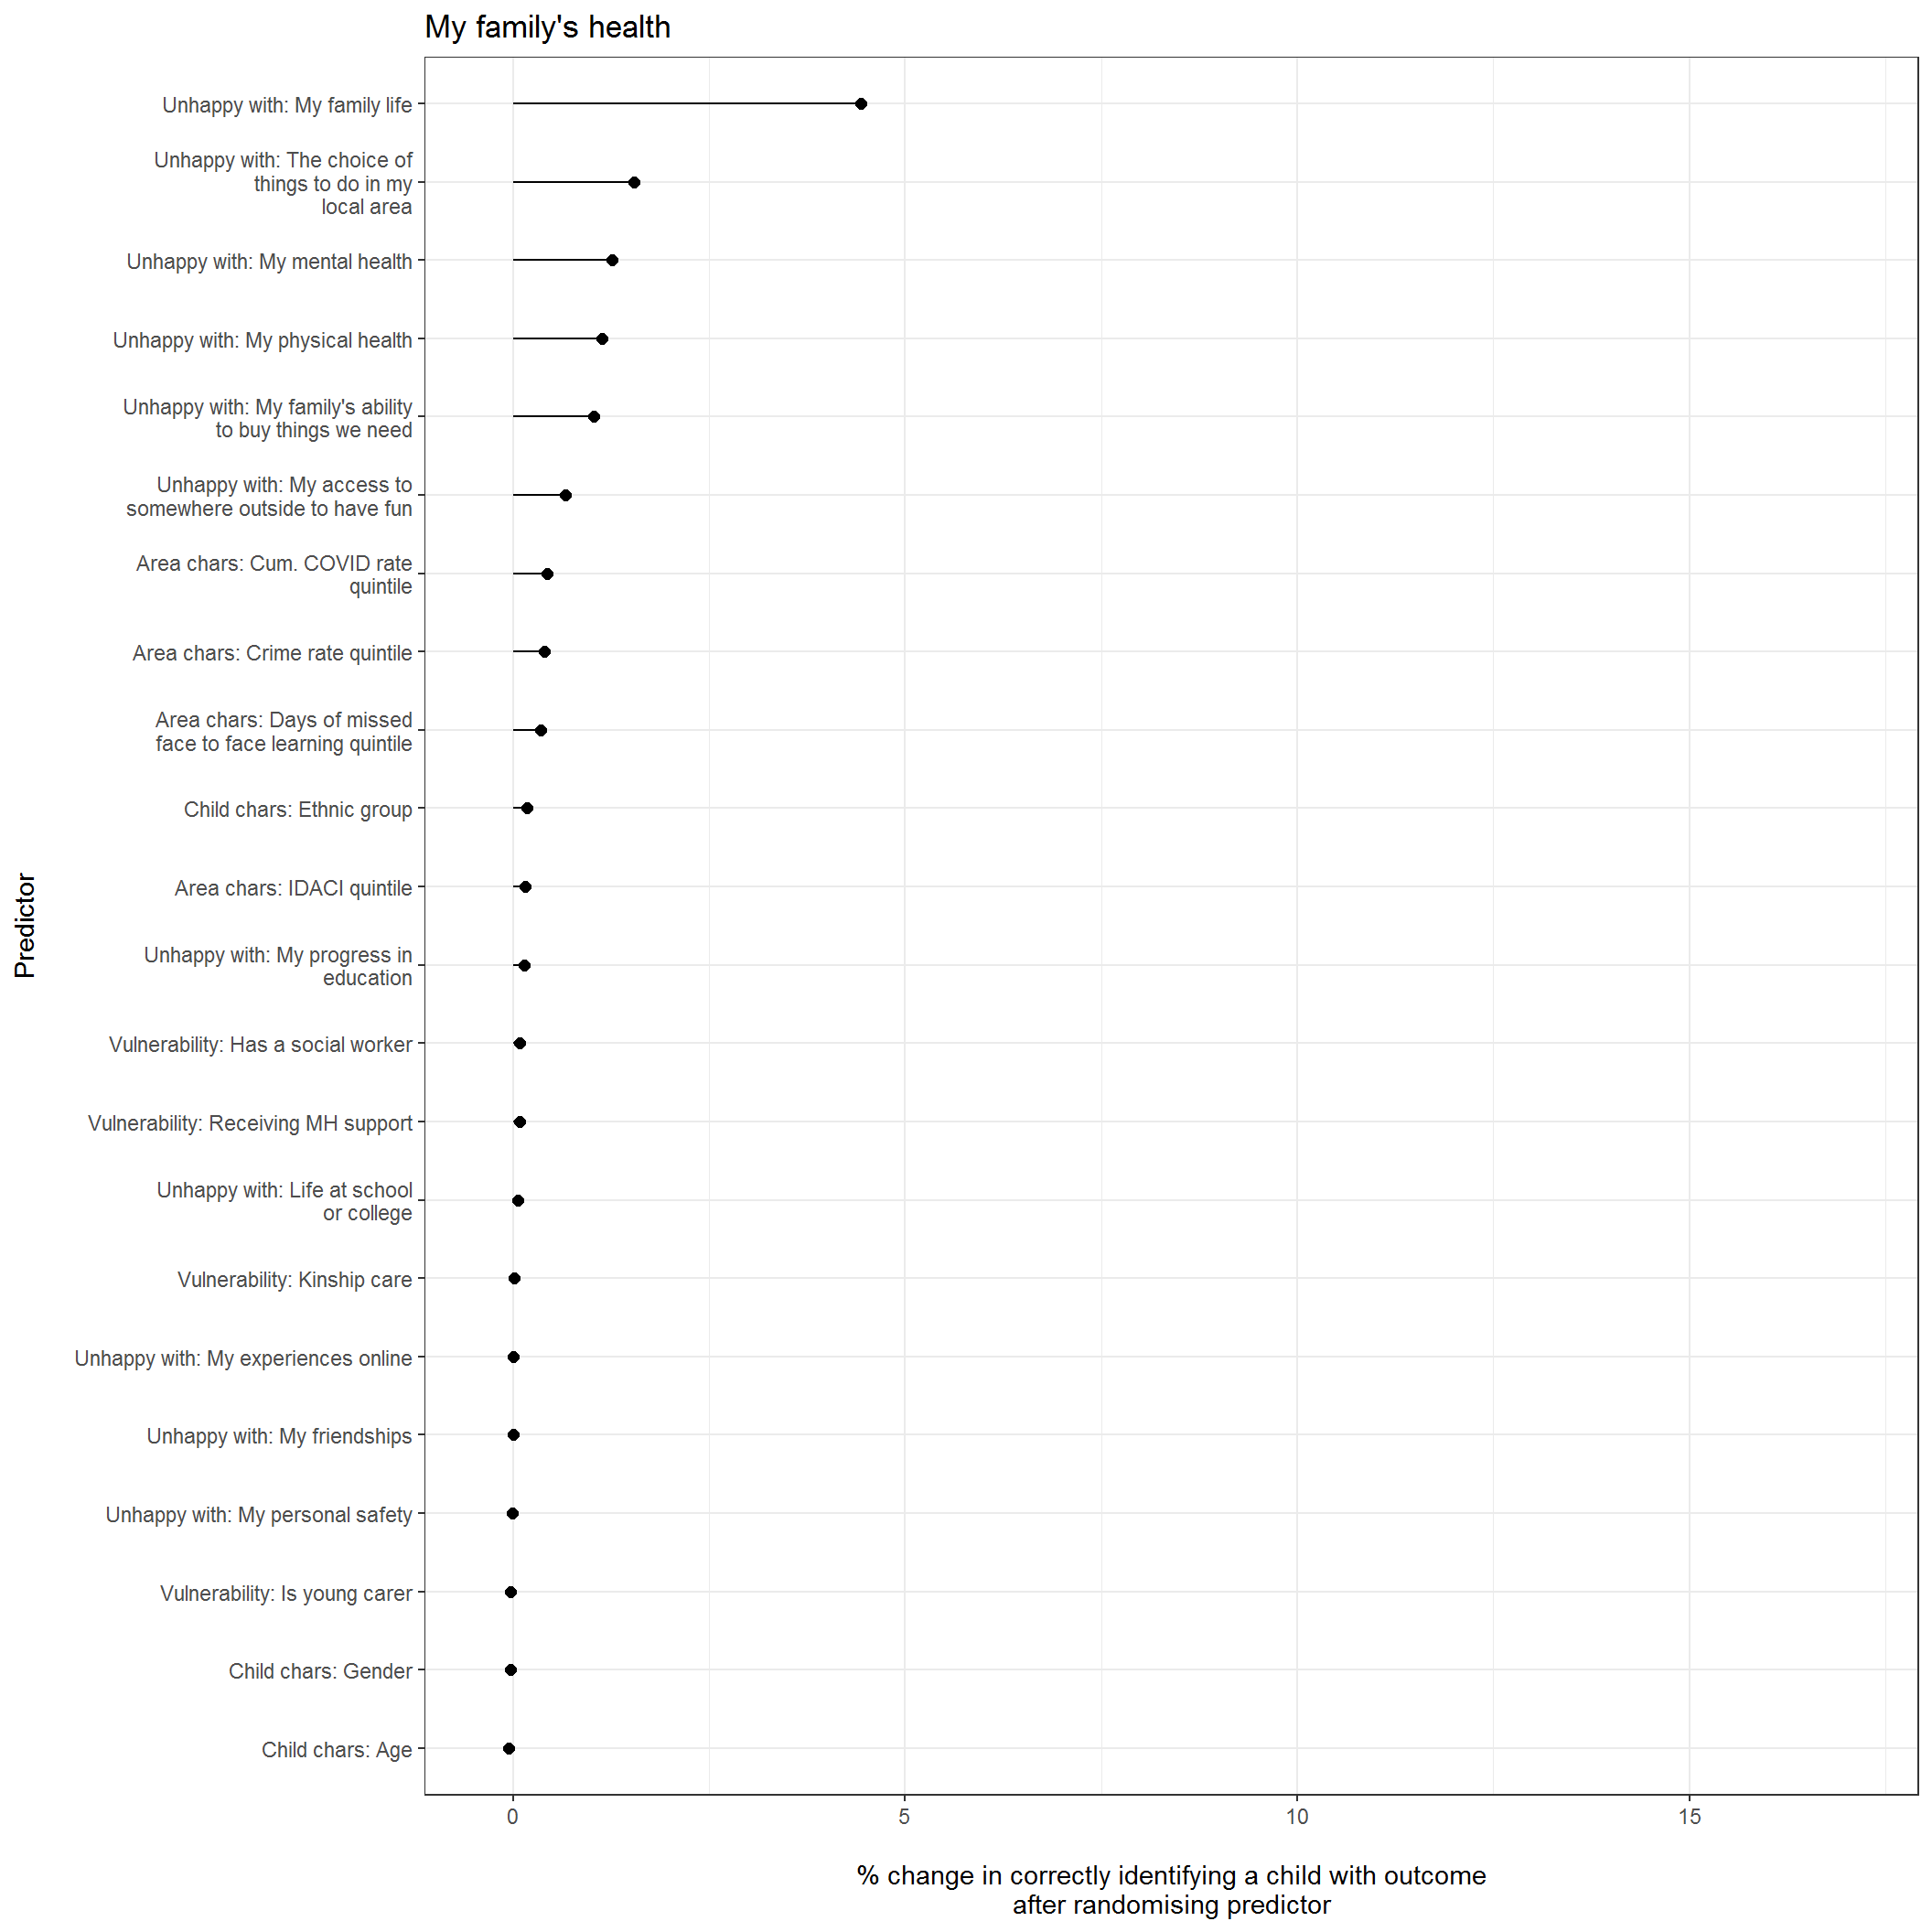 My family's health
Unhappy with: My family life
Unhappy with: The choice of
things to do in my
local area
Unhappy with: My mental health
Unhappy with: My physical health
Unhappy with: My family's ability
to buy things we need
Unhappy with: My access to
somewhere outside to have fun
Area chars: Cum. COVID rate
quintile
Area chars: Crime rate quintile
Area chars: Days of missed
face to face learning quintile
Child chars: Ethnic group
Area chars: IDACI quintile
Unhappy with: My progress in
education
Vulnerability: Has a social worker
Vulnerability: Receiving MH support
Unhappy with: Life at school
or college
Vulnerability: Kinship care
Unhappy with: My experiences online
Unhappy with: My friendships
Unhappy with: My personal safety
Vulnerability: Is young carer
Child chars: Gender
Child chars: Age
Predictor
0 5 10 15
% change in correctly identifying a child with outcome
after randomising predictor